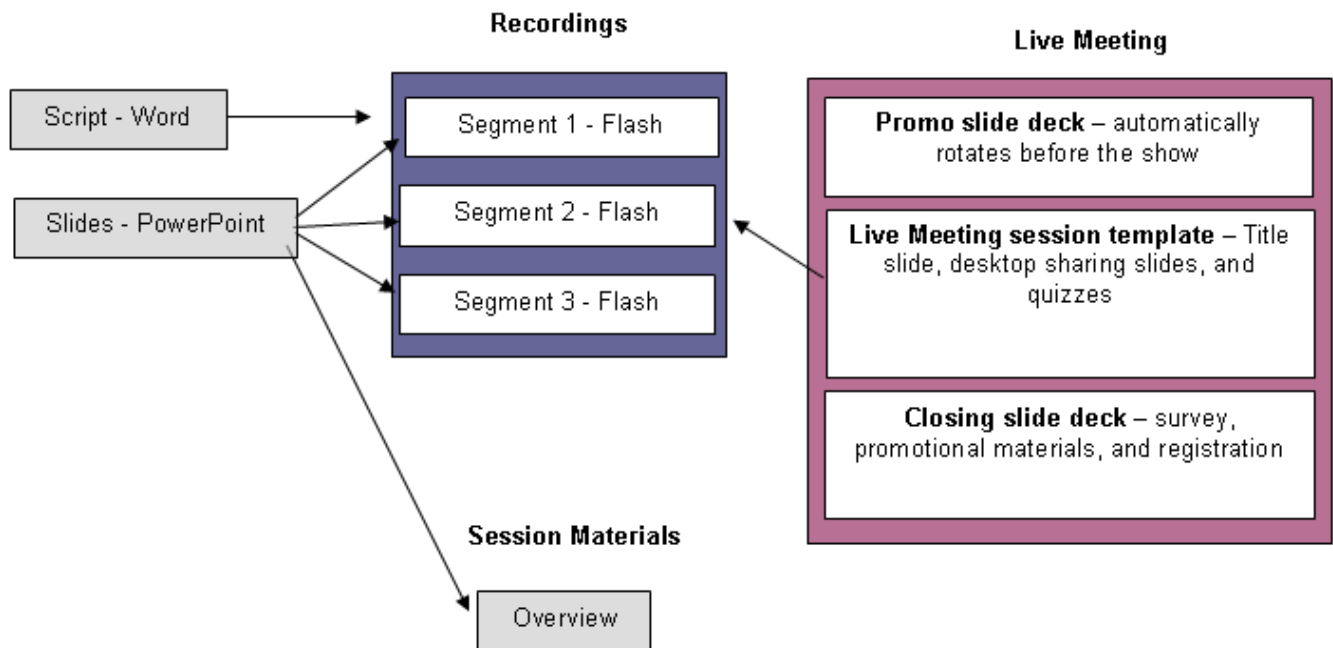 Recordings
Live Meeting
Script - Word
Slides - PowerPoint
Segment 1 - Flash
Segment 2 - Flash
Segment 3 - Flash
Promo slide deck – automatically
rotates before the show
Live Meeting session template – Title
slide, desktop sharing slides, and
quizzes
Closing slide deck – survey,
promotional materials, and registration
Session Materials
Overview